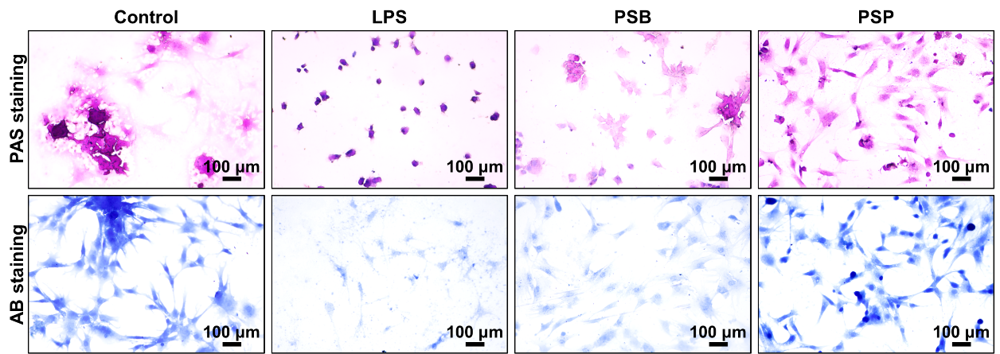 Control LPS PSB PSP
PAS staining
100 μm 100 μm 100 μm 100 μm
AB staining
100 μm 100 μm 100 μm 100 μm